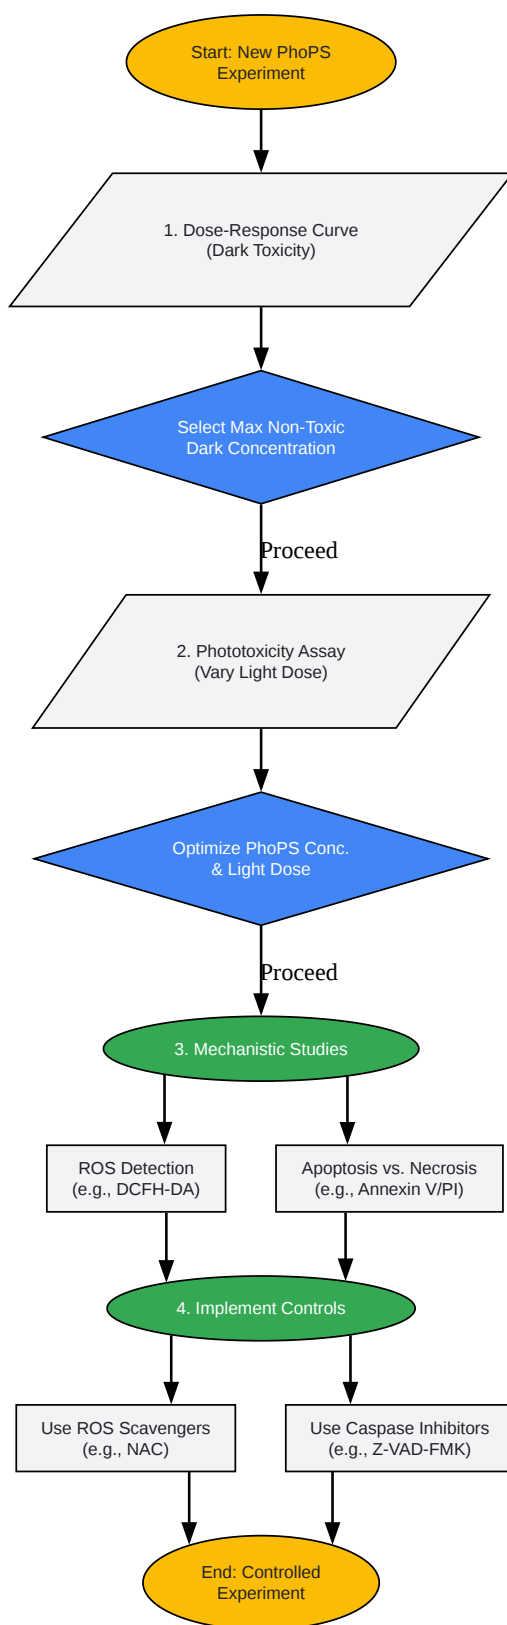 Start: New PhoPS
Experiment
1. Dose-Response Curve
(Dark Toxicity)
Select Max Non-Toxic
Dark Concentration
Proceed
2. Phototoxicity Assay
(Vary Light Dose)
Optimize PhoPS Conc.
& Light Dose
Proceed
3. Mechanistic Studies
ROS Detection
(e.g., DCFH-DA)
Apoptosis vs. Necrosis
(e.g., Annexin V/PI)
4. Implement Controls
Use ROS Scavengers
(e.g., NAC)
Use Caspase Inhibitors
(e.g., Z-VAD-FMK)
End: Controlled
Experiment